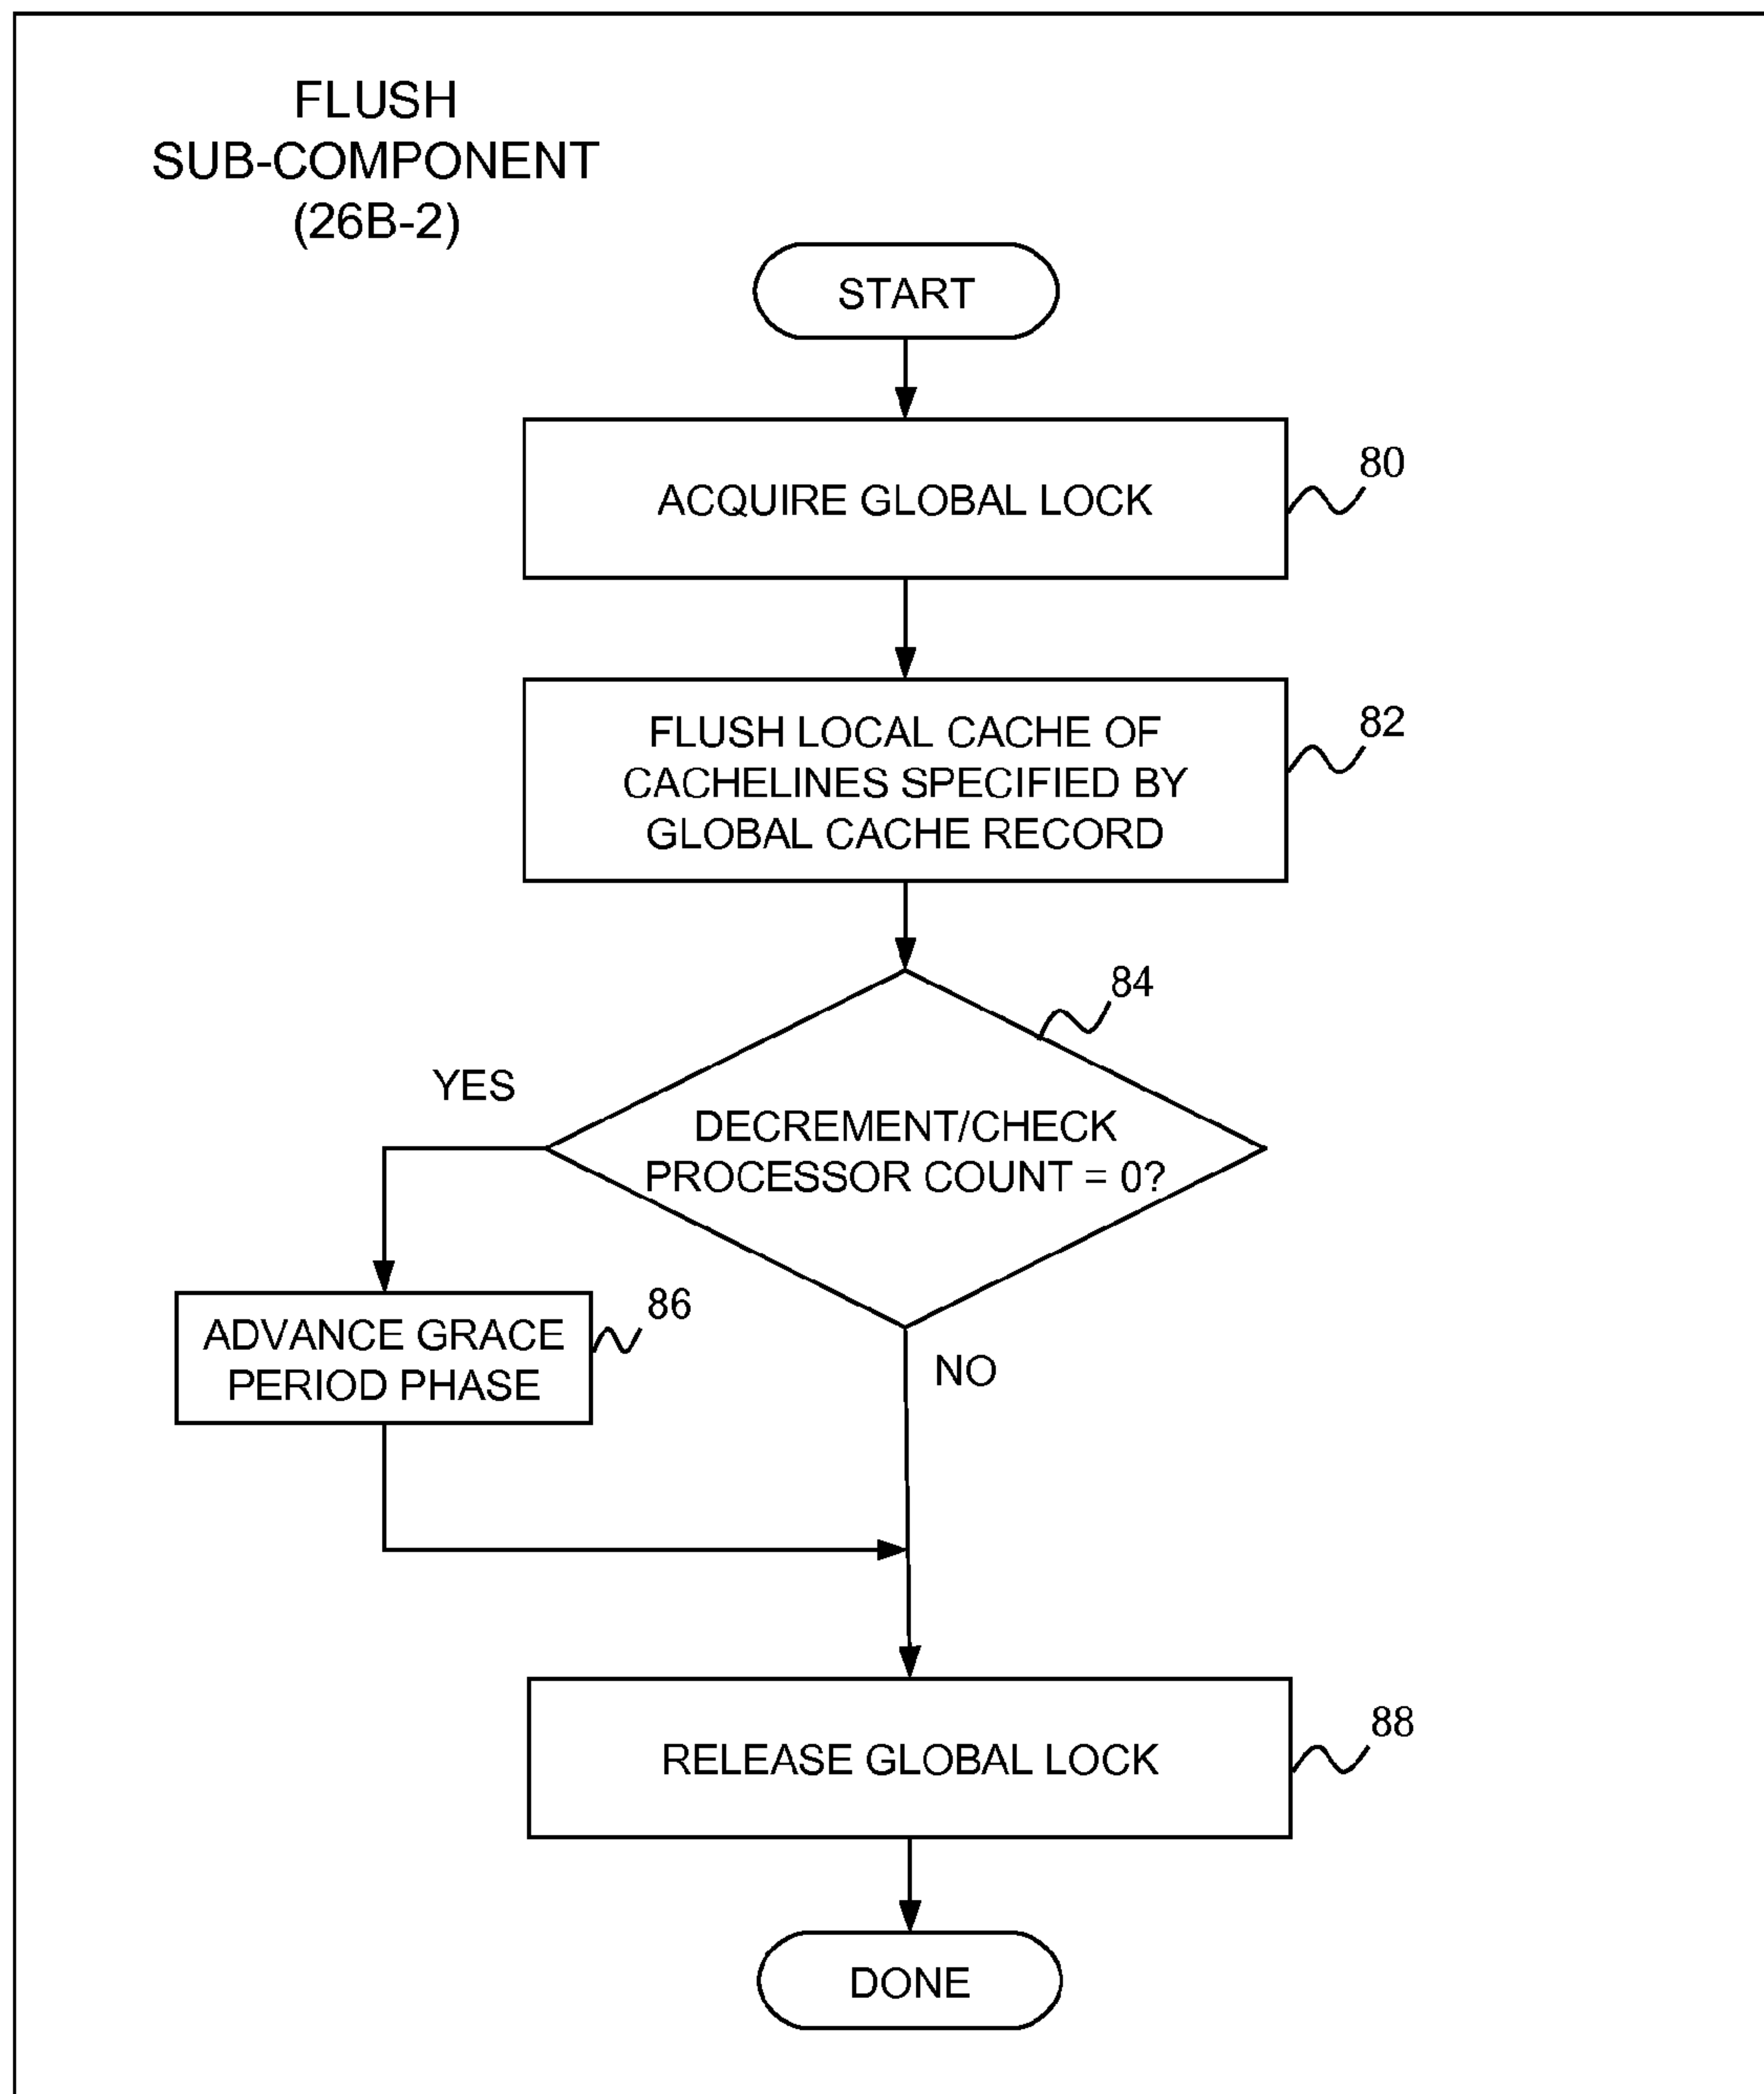 FLUSH
SUB-COMPONENT
(26B-2)
START
ACQUIRE GLOBAL LOCK
80
FLUSH LOCAL CACHE OF
CACHELINES SPECIFIED BY
GLOBAL CACHE RECORD
82
84
DECREMENT/CHECK
PROCESSOR COUNT = 0?
YES
86
ADVANCE GRACE
PERIOD PHASE
NO
RELEASE GLOBAL LOCK
88
DONE